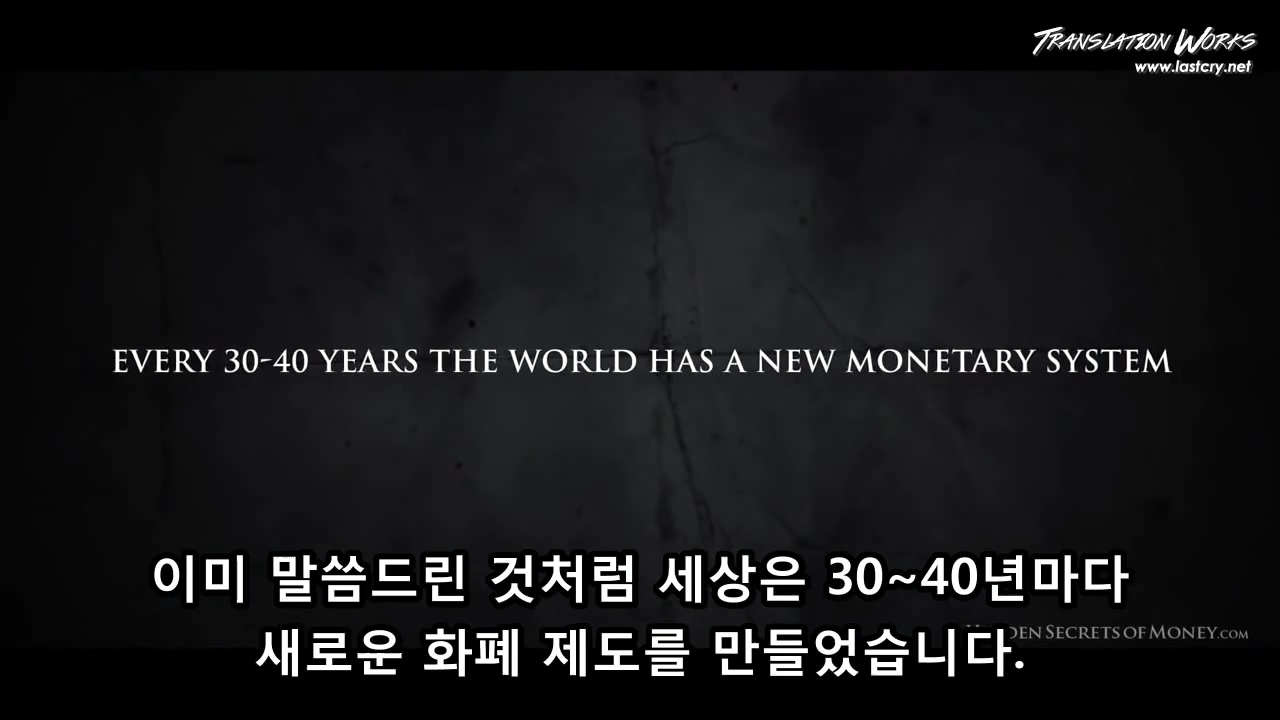 TRANSLATION WORKS
www.lastcry.net
EVERY 30-40 YEARS THE WORLD HAS A NEW MONETARY SYSTEM
이미 말씀드린 것처럼 세상은 30~40년마다
SECRETS OF MONEY.COM
새로운 화폐 제도를 만들었습니다.